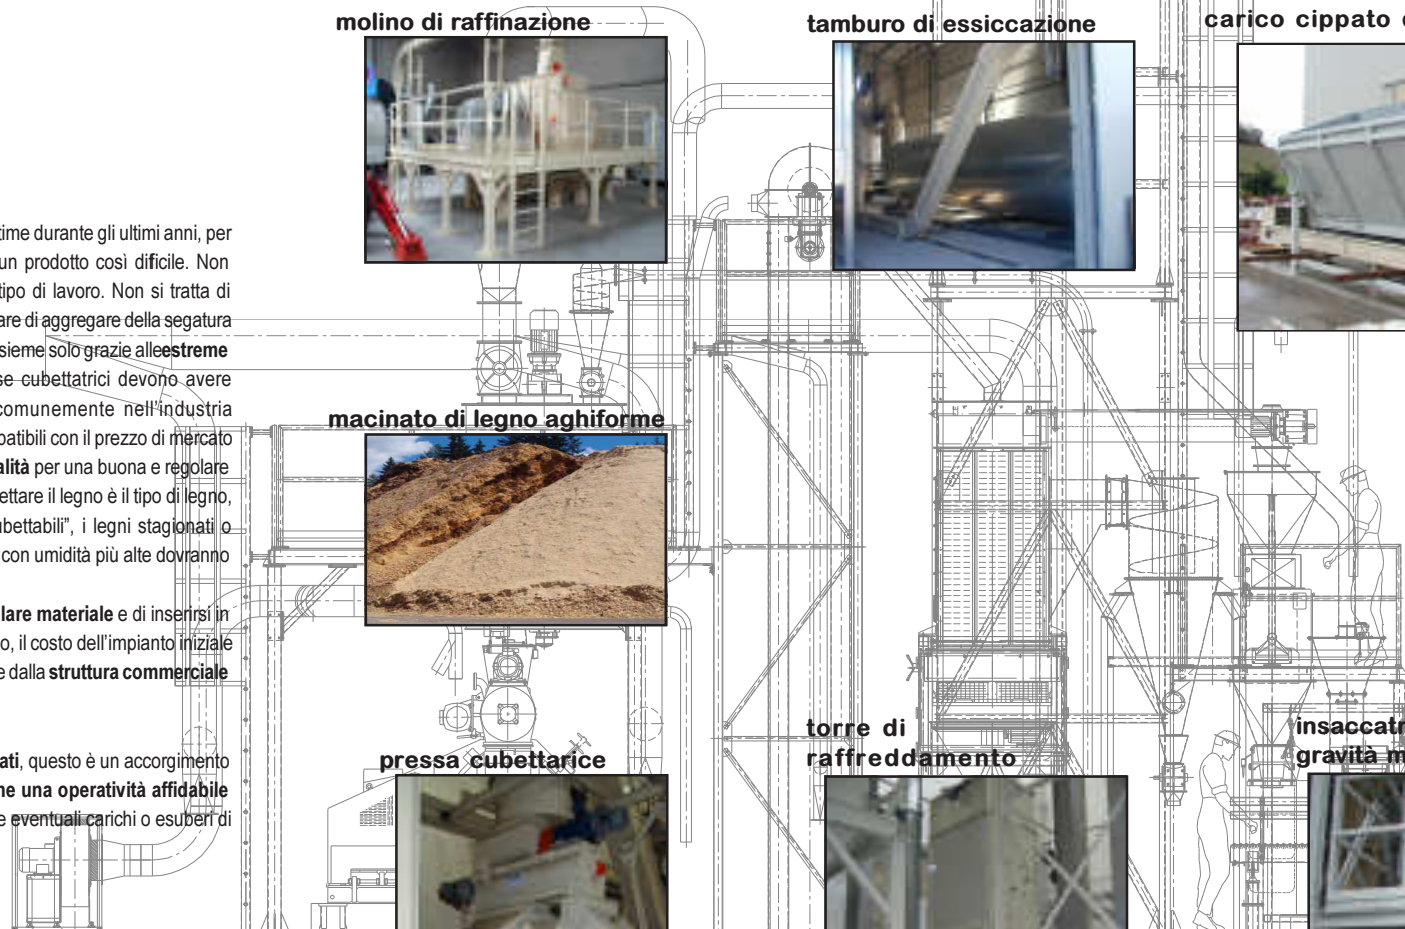 molino di raffinazione
tamburo di essiccazione
carico cippato
time durante gli ultimi anni, per
un prodotto così dificile. Non
tipo di lavoro. Non si tratta di
are di aggregare della segatura
sieme solo grazie alle estreme
se cubettatrici devono avere
comunemente nell'industria
patibili con il prezzo di mercato
alità per una buona e regolare
ettare il legno è il tipo di legno,
ubettabili”, i legni stagionati o
con umidità più alte dovranno
lare materiale e di inserirsi in
o, il costo dell'impianto iniziale
e dalla struttura commerciale
ati, questo è un accorgimento
ne una operatività affidabile
e eventuali carichi o esuberi di
macinato di legno aghiforme
pressa cubettarice
torre di
raffreddamento
insaccatr
gravità m